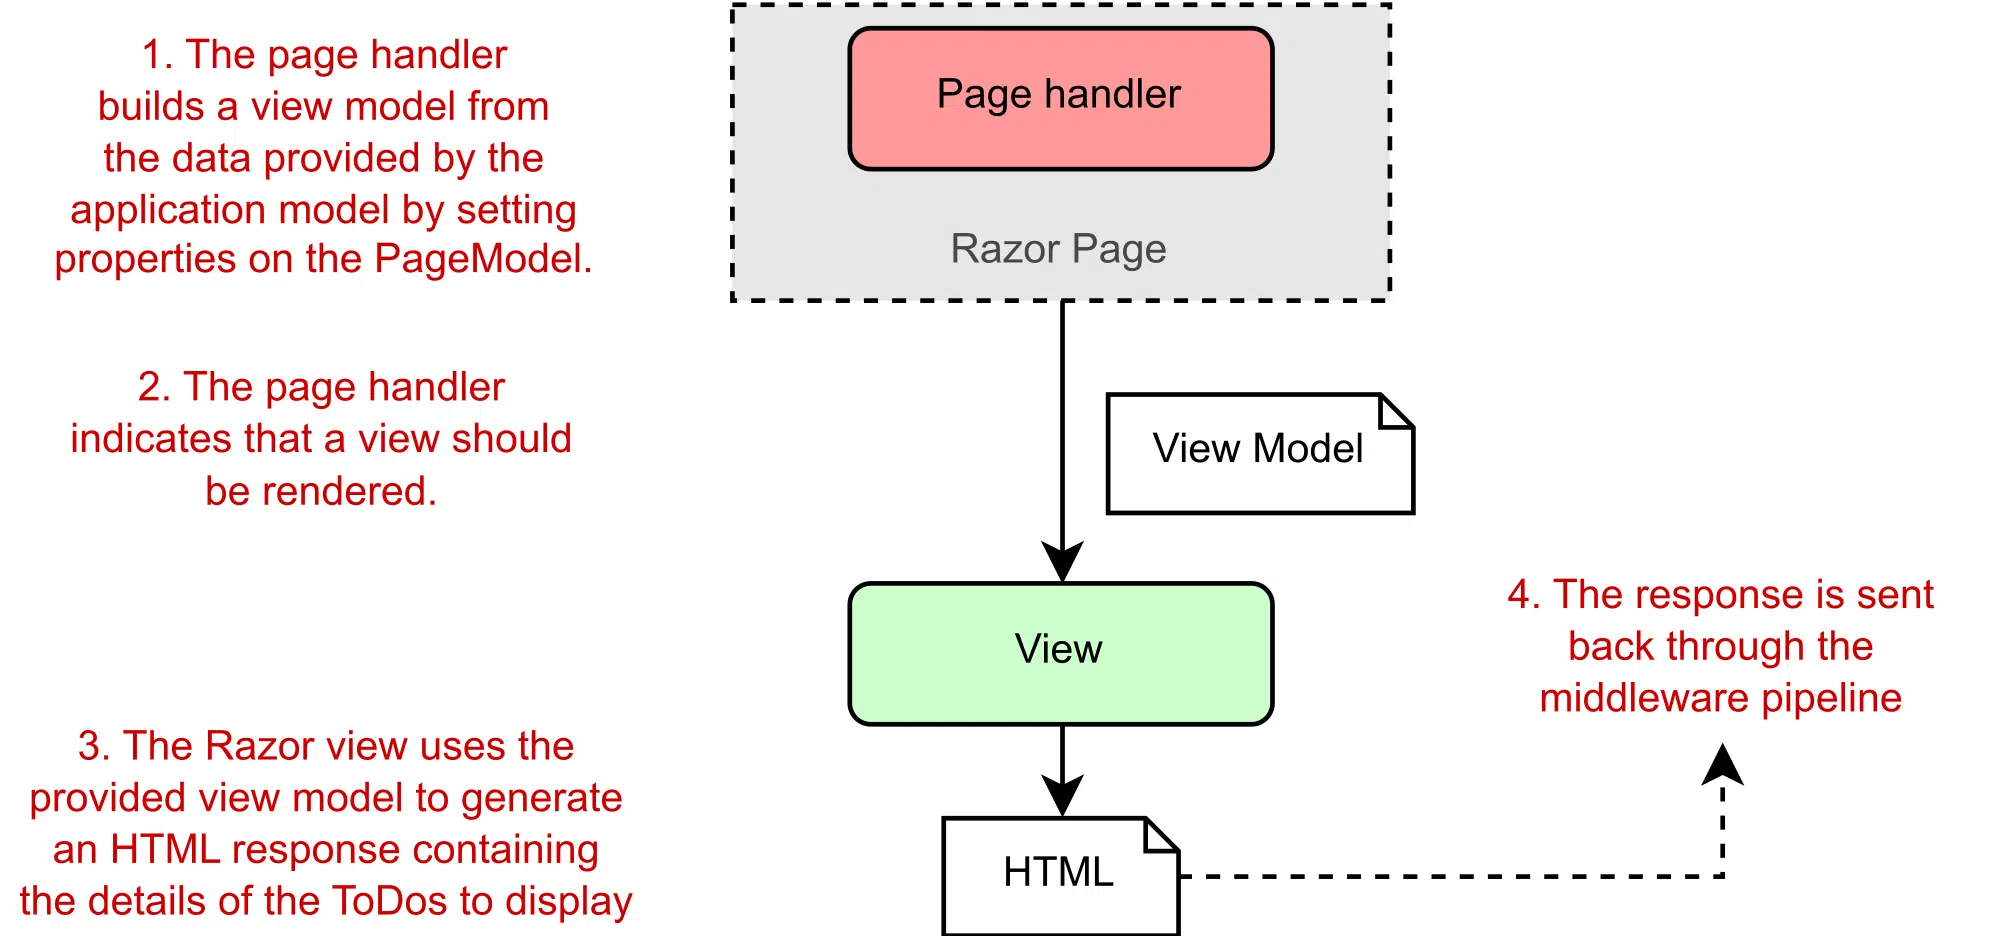 1. The page handler
builds a view model from
the data provided by the
application model by setting
properties on the PageModel.
Page handler
Razor Page
2. The page handler
indicates that a view should
be rendered.
View Model
View
4. The response is sent
back through the
middleware pipeline
3. The Razor view uses the
provided view model to generate
an HTML response containing
the details of the ToDos to display
HTML